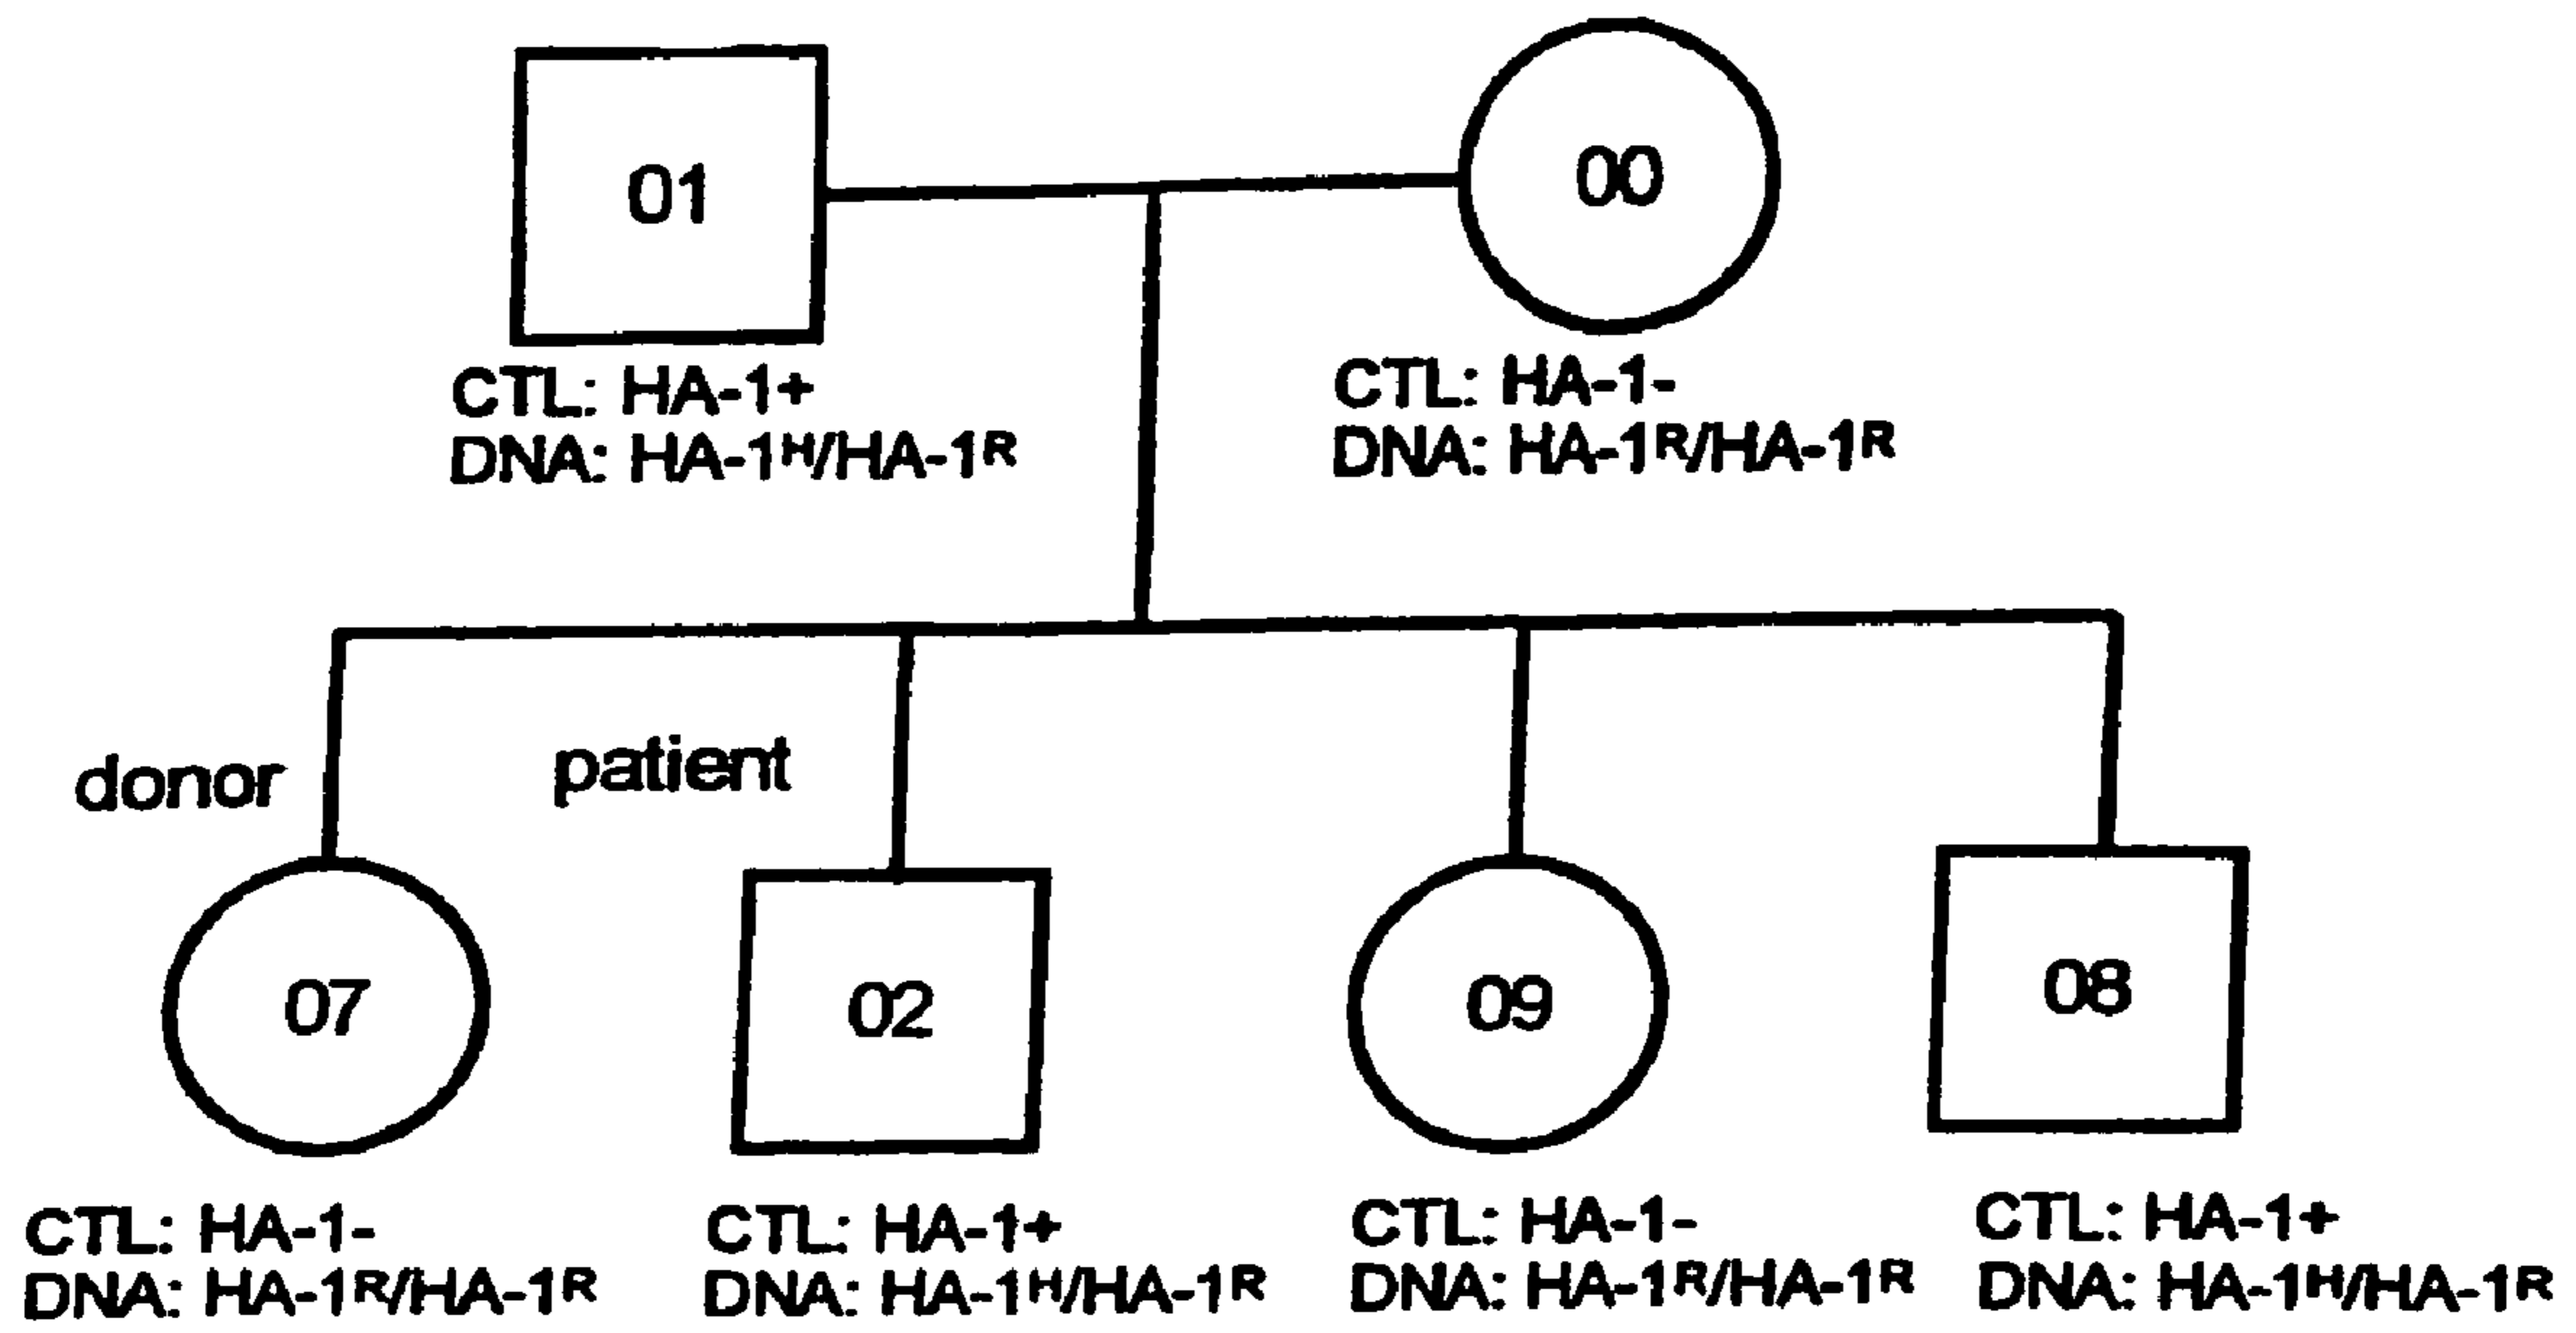 01
00
CTL: HA-1+
DNA: HA-1ᴴ/HA-1ᴿ
CTL: HA-1-
DNA: HA-1ᴿ/HA-1ᴿ
donor
patient
07
02
09
08
CTL: HA-1-
DNA: HA-1ᴿ/HA-1ᴿ
CTL: HA-1+
DNA: HA-1ᴴ/HA-1ᴿ
CTL: HA-1-
DNA: HA-1ᴿ/HA-1ᴿ
CTL: HA-1+
DNA: HA-1ᴴ/HA-1ᴿ